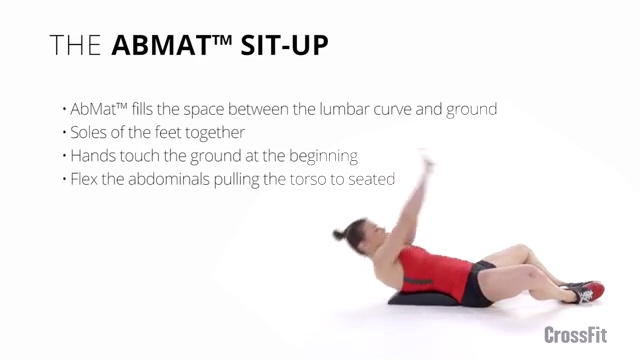 THE ABMAT™ SIT-UP
• AbMat™ fills the space between the lumbar curve and ground
• Soles of the feet together
• Hands touch the ground at the beginning
• Flex the abdominals pulling the torso to seated
CrossFit